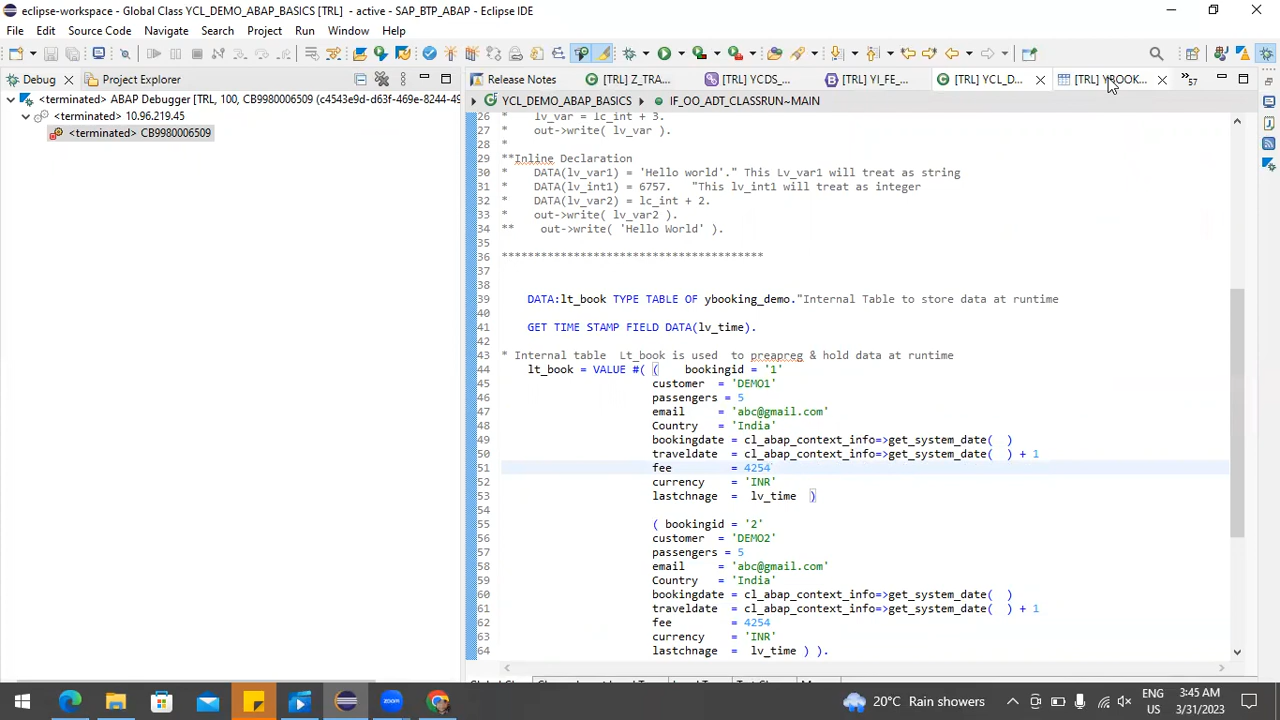 eclipse-workspace - Global Class YCL_DEMO_ABAP_BASICS [TRL] - active - SAP_BTP_ABAP - Eclipse IDE
File Edit Source Code Navigate Search Project Run Window Help
Debug Project Explorer
Release Notes [TRL] Z_TRA... [TRL] YCDS_... [TRL] YI_FE_... [TRL] YCL_D... [TRL] YBOOK... »57
<terminated> ABAP Debugger [TRL, 100, CB9980006509 (c4543e9d-d63f-469e-8244-49
<terminated> 10.96.219.45
<terminated> CB9980006509
YCL_DEMO_ABAP_BASICS IF_OO_ADT_CLASSRUN~MAIN
26 * lv_var = lc_int + 3.
27 * out->write( lv_var ).
28 *
29 **Inline Declaration
30 * DATA(lv_var1) = 'Hello world'." This Lv_var1 will treat as string
31 * DATA(lv_int1) = 6757. "This lv_int1 will treat as integer
32 * DATA(lv_var2) = lc_int + 2.
33 * out->write( lv_var2 ).
34 ** out->write( 'Hello World' ).
35
36 ****************************************
37
38
39 DATA:lt_book TYPE TABLE OF ybooking_demo."Internal Table to store data at runtime
40
41 GET TIME STAMP FIELD DATA(lv_time).
42
43 * Internal table Lt_book is used to preapreg & hold data at runtime
44 lt_book = VALUE #( ( bookingid = '1'
45 customer = 'DEMO1'
46 passengers = 5
47 email = 'abc@gmail.com'
48 Country = 'India'
49 bookingdate = cl_abap_context_info=>get_system_date( )
50 traveldate = cl_abap_context_info=>get_system_date( ) + 1
51 fee = 4254
52 currency = 'INR'
53 lastchnage = lv_time )
54
55 ( bookingid = '2'
56 customer = 'DEMO2'
57 passengers = 5
58 email = 'abc@gmail.com'
59 Country = 'India'
60 bookingdate = cl_abap_context_info=>get_system_date( )
61 traveldate = cl_abap_context_info=>get_system_date( ) + 1
62 fee = 4254
63 currency = 'INR'
64 lastchnage = lv_time ) ).
zoom
20°C Rain showers
ENG
US
3:45 AM
3/31/2023